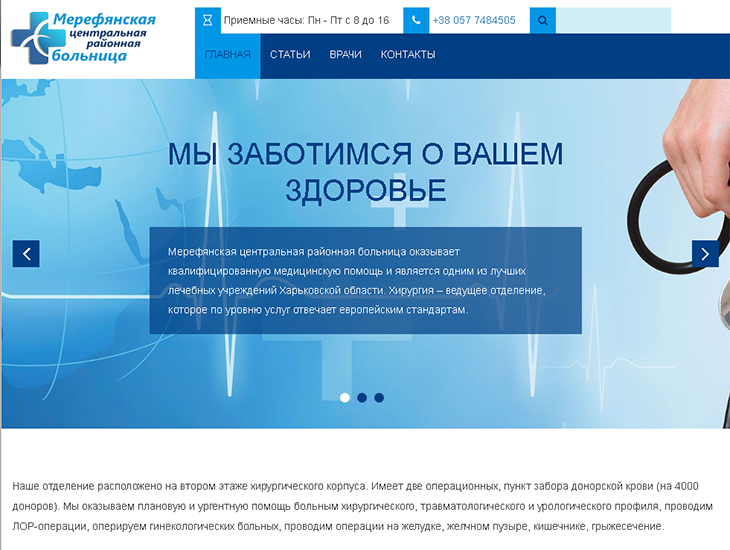 Мерефянская
центральная
районная
больница
Приемные часы: Пн - Пт с 8 до 16
+38 057 7484505
ГЛАВНАЯ СТАТЬИ ВРАЧИ КОНТАКТЫ
МЫ ЗАБОТИМСЯ О ВАШЕМ
ЗДОРОВЬЕ
Мерефянская центральная районная больница оказывает
квалифицированную медицинскую помощь и является одним из лучших
лечебных учреждений Харьковской области. Хирургия – ведущее отделение,
которое по уровню услуг отвечает европейским стандартам.
Наше отделение расположено на втором этаже хирургического корпуса. Имеет две операционных, пункт забора донорской крови (на 4000
доноров). Мы оказываем плановую и ургентную помощь больным хирургического, травматологического и урологического профиля, проводим
ЛОР-операции, оперируем гинекологических больных, проводим операции на желудке, желчном пузыре, кишечнике, грыжесечение.